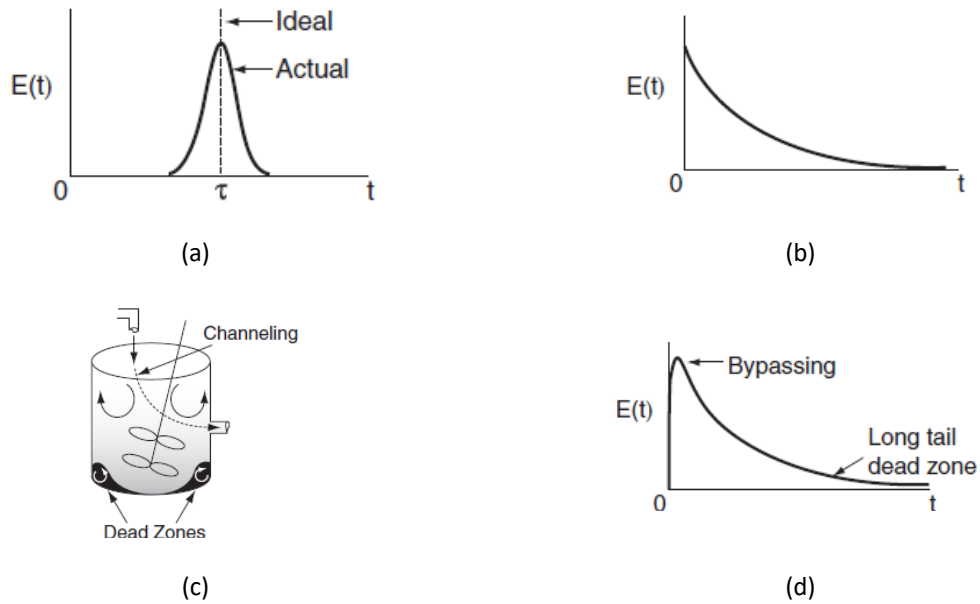 Ideal
Actual
E(t)
0
τ
t
(a)
E(t)
0
t
(b)
Channeling
Dead Zones
(c)
Bypassing
E(t)
Long tail
dead zone
0
t
(d)